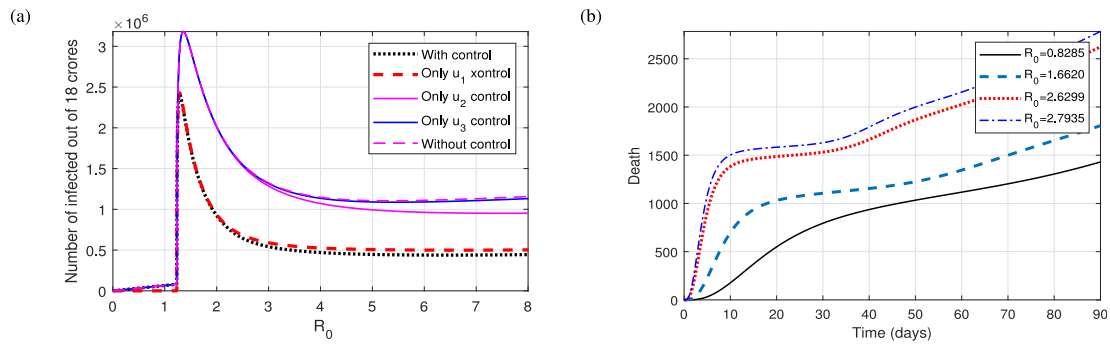 (a)
×10⁶
Number of infected out of 18 crores
3
2.5
2
1.5
1
0.5
0
0 1 2 3 4 5 6 7 8
R₀
With control
Only u₁ xontrol
Only u₂ control
Only u₃ control
Without control
(b)
Death
2500
2000
1500
1000
500
0
0 10 20 30 40 50 60 70 80 90
Time (days)
R₀=0.8285
R₀=1.6620
R₀=2.6299
R₀=2.7935